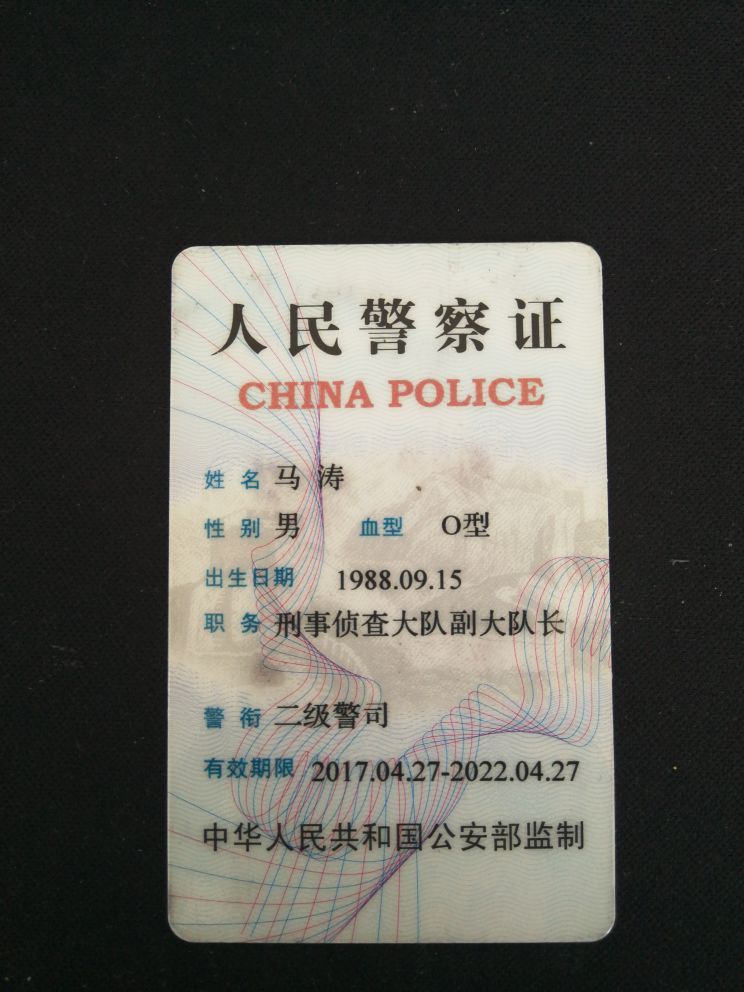 人民警察证
CHINA POLICE
姓名 马涛
性别 男 血型 O型
出生日期 1988.09.15
职务 刑事侦查大队副大队长
警衔 二级警司
有效期限 2017.04.27-2022.04.27
中华人民共和国公安部监制